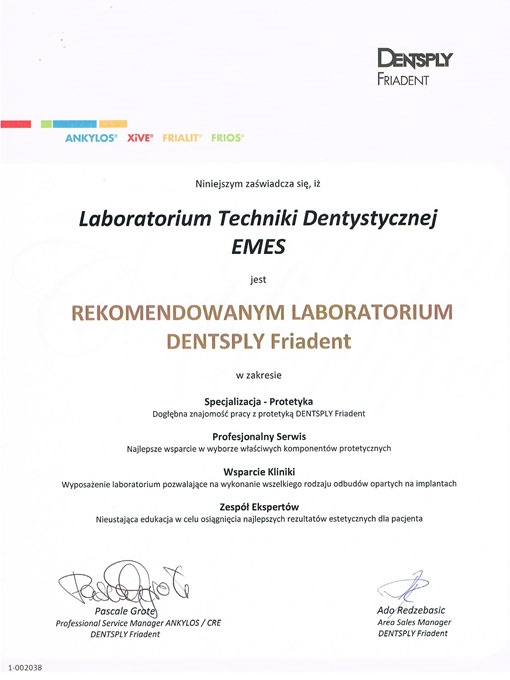 DENTSPLY
FRIADENT
ANKYLOS® XiVE® FRIALIT® FRIOS®
Niniejszym zaświadcza się, iż
Laboratorium Techniki Dentystycznej
EMES
jest
REKOMENDOWANYM LABORATORIUM
DENTSPLY Friadent
w zakresie
Specjalizacja - Protetyka
Dogłębna znajomość pracy z protetyką DENTSPLY Friadent
Profesjonalny Serwis
Najlepsze wsparcie w wyborze właściwych komponentów protetycznych
Wsparcie Kliniki
Wyposażenie laboratorium pozwalające na wykonanie wszelkiego rodzaju odbudów opartych na implantach
Zespół Ekspertów
Nieustająca edukacja w celu osiągnięcia najlepszych rezultatów estetycznych dla pacjenta
Pascale Grote
Professional Service Manager ANKYLOS / CRE
DENTSPLY Friadent
Ado Redzebasic
Area Sales Manager
DENTSPLY Friadent
1-002038